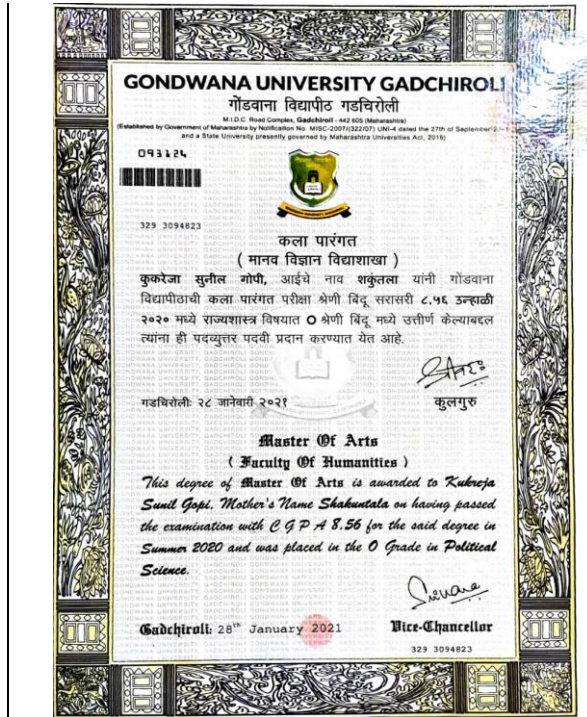 GONDWANA UNIVERSITY GADCHIROLI
गोंडवाना विद्यापीठ गडचिरोली
M.I.D.C. Road Complex, Gadchiroli - 442 605 (Maharashtra)
(Established by Government of Maharashtra by Notification No. MISC-2007/(322/07) UNI-4 dated the 27th of September
and a State University presently governed by Maharashtra Universities Act, 2016)
093124
329 3094823
कला पारंगत
( मानव विज्ञान विद्याशाखा )
कुकरेजा सुनील गोपी, आईचे नाव शकुंतला यांनी गोंडवाना
विद्यापीठाची कला पारंगत परीक्षा श्रेणी बिंदू सरासरी ८.५६ उन्हाळी
२०२० मध्ये राज्यशास्त्र विषयात O श्रेणी बिंदू मध्ये उत्तीर्ण केल्याबद्दल
त्यांना ही पदव्युत्तर पदवी प्रदान करण्यात येत आहे.
गडचिरोली: २८ जानेवारी २०२१
कुलगुरु
Master Of Arts
( Faculty Of Humanities )
This degree of Master Of Arts is awarded to Kukreja
Sunil Gopi, Mother's Name Shakuntala on having passed
the examination with C G P A 8.56 for the said degree in
Summer 2020 and was placed in the O Grade in Political
Science.
Gadchiroli: 28th January 2021
Vice-Chancellor
329 3094823